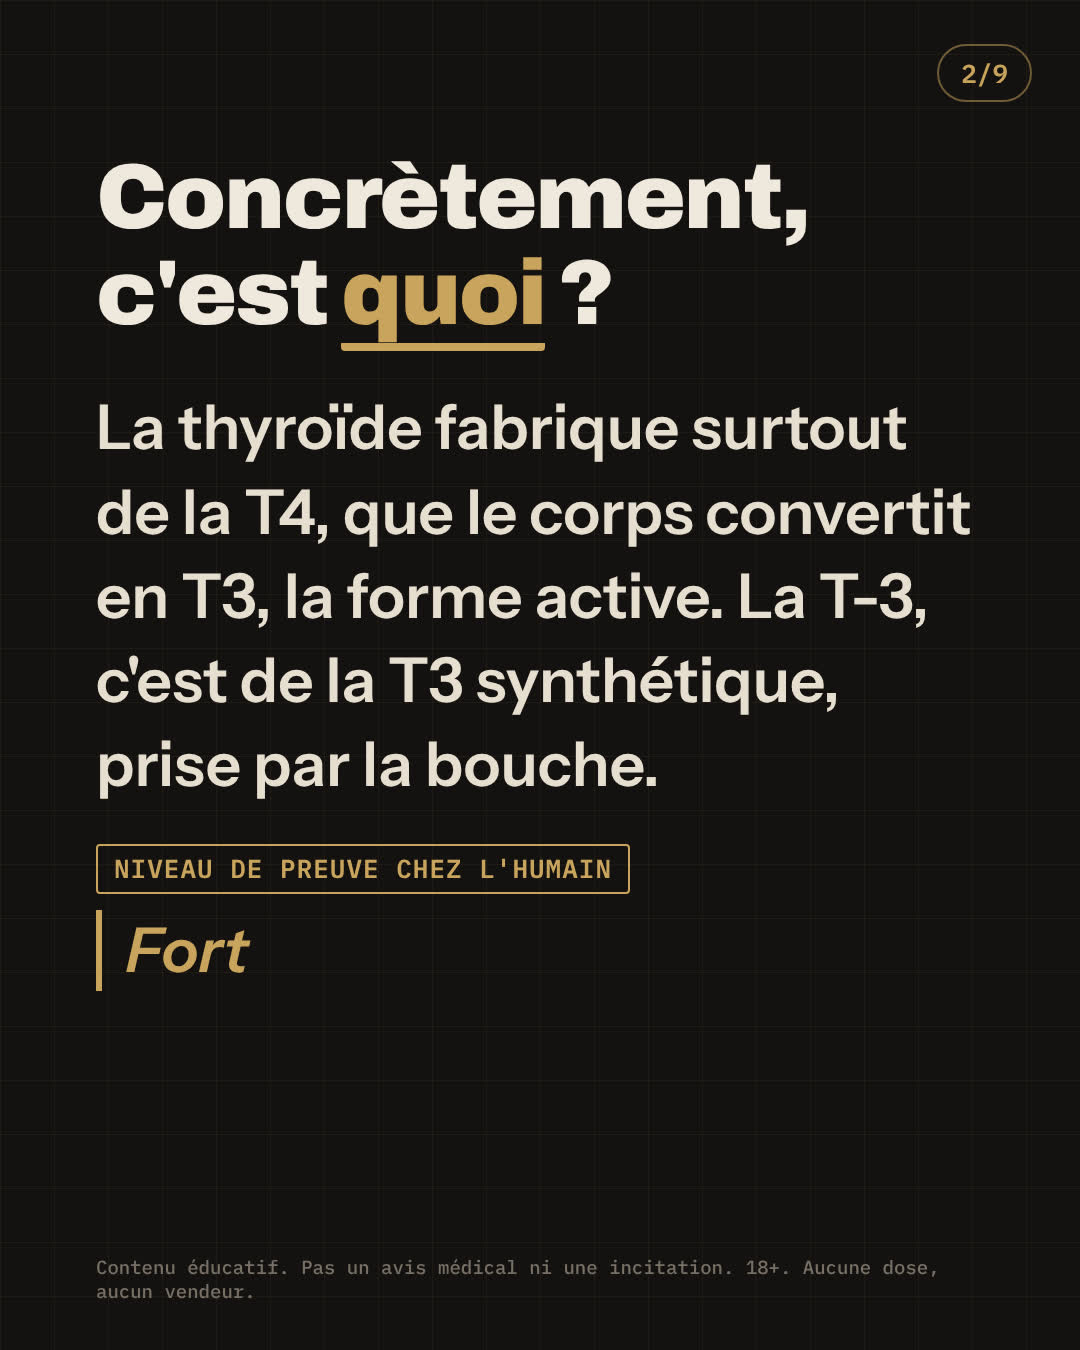 2/9
Concrètement,
c'est quoi ?
La thyroïde fabrique surtout
de la T4, que le corps convertit
en T3, la forme active. La T-3,
c'est de la T3 synthétique,
prise par la bouche.
NIVEAU DE PREUVE CHEZ L'HUMAIN
Fort
Contenu éducatif. Pas un avis médical ni une incitation. 18+. Aucune dose,
aucun vendeur.